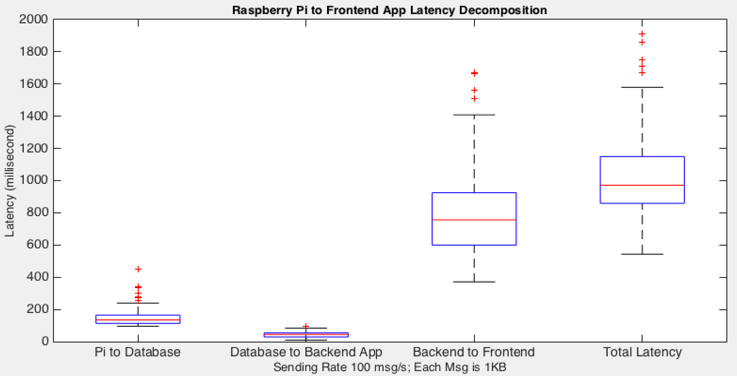 Raspberry Pi to Frontend App Latency Decomposition
Latency (millisecond)
2000
1800
1600
1400
1200
1000
800
600
400
200
0
Pi to Database
Database to Backend App
Backend to Frontend
Total Latency
Sending Rate 100 msg/s; Each Msg is 1KB